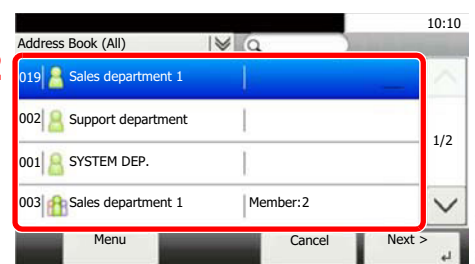 10:10
Address Book (All)
019 Sales department 1
002 Support department
1/2
001 SYSTEM DEP.
003 Sales department 1 Member:2
Menu Cancel Next >